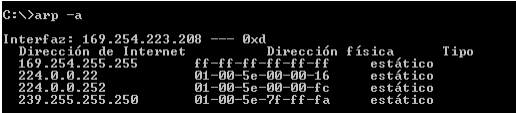 C:\>arp -a
Interfaz: 169.254.223.208 --- 0xd
Dirección de Internet Dirección física Tipo
169.254.255.255 ff-ff-ff-ff-ff-ff estático
224.0.0.22 01-00-5e-00-00-16 estático
224.0.0.252 01-00-5e-00-00-fc estático
239.255.255.250 01-00-5e-7f-ff-fa estático